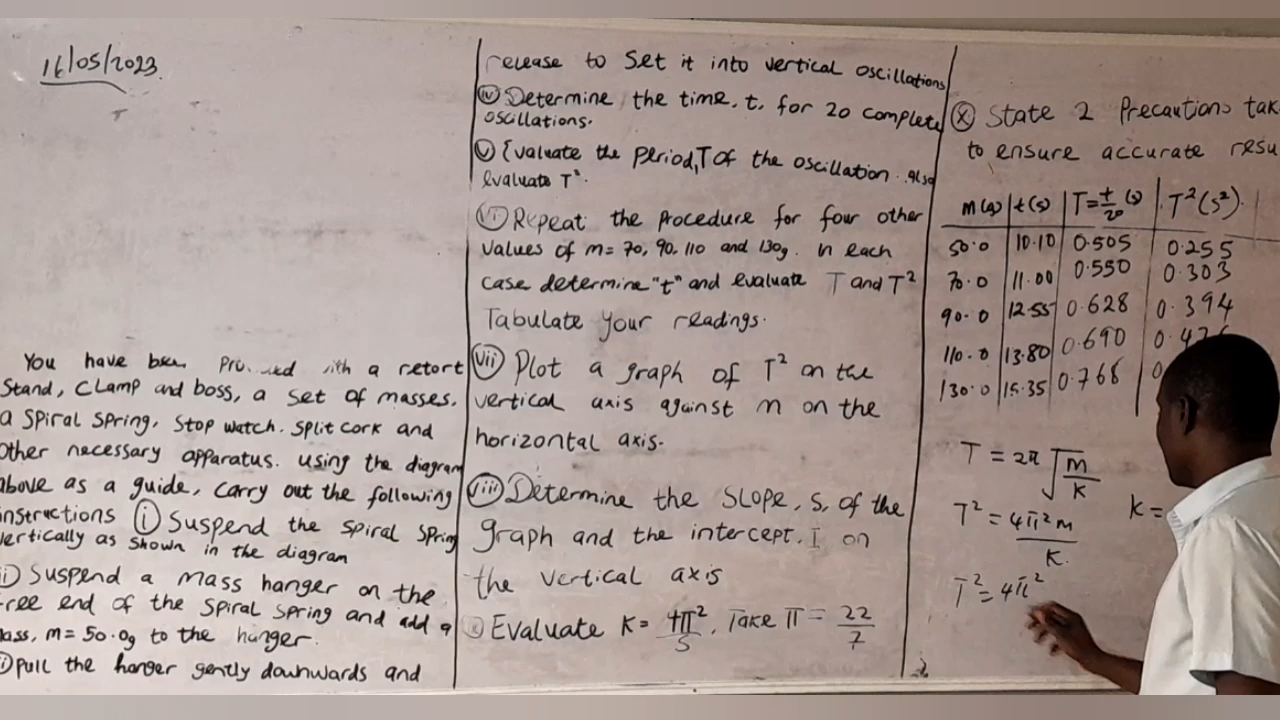 16/05/2023
You have been with a retort
Stand, Clamp and boss, a set of masses,
a spiral spring, stop watch, split cork and
other necessary apparatus. using the diagram
above as a guide, carry out the following
instructions (i) Suspend the spiral spring
vertically as shown in the diagram
ii) Suspend a mass hanger on the
free end of the spiral spring and add a
mass, m = 50.0g to the hanger.
i) pull the hanger gently downwards and
release to set it into vertical oscillations
(iv) Determine the time, t, for 20 complete
oscillations.
(v) Evaluate the period, T of the oscillation. also
evaluate T².
(vi) Repeat the procedure for four other
values of m = 70, 90, 110 and 130g. in each
case determine "t" and evaluate T and T²
Tabulate your readings.
(vii) Plot a graph of T² on the
vertical axis against m on the
horizontal axis.
(viii) Determine the slope, s, of the
graph and the intercept, I on
the vertical axis
Evaluate K = 4π²/s, Take π = 22/7
(x) State 2 Precautions tak
to ensure accurate resu
m(g) t(s) T = t/20 (s) T²(s²)
50.0 10.10 0.505 0.255
70.0 11.00 0.550 0.303
90.0 12.55 0.628 0.394
110.0 13.80 0.690 0.476
130.0 15.35 0.768 0
T = 2π √m/k
T² = 4π²m/k.
k =
T² = 4π²